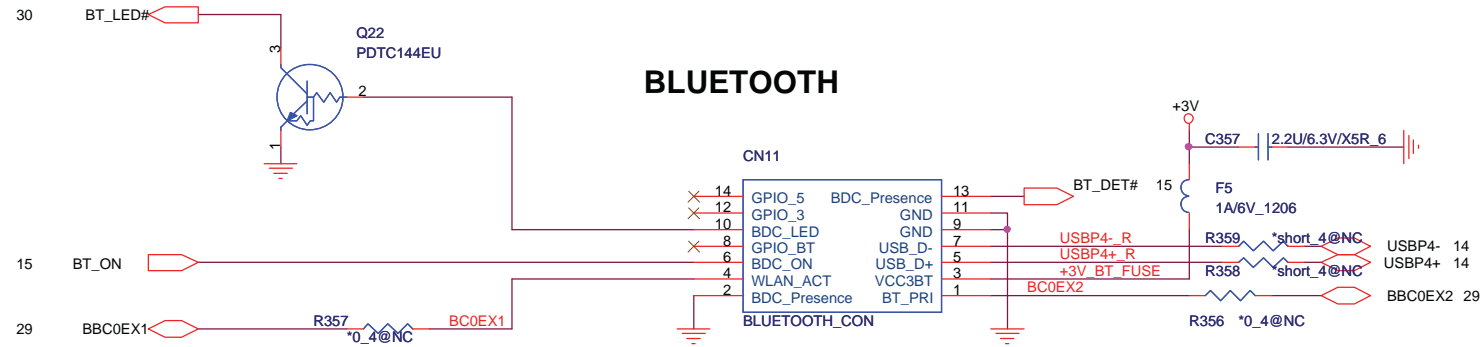 30 BT_LED#
Q22
PDTC144EU
3
2
1
BLUETOOTH
+3V
C357 2.2U/6.3V/X5R_6
CN11
14 GPIO_5 BDC_Presence 13 BT_DET# 15
12 GPIO_3 GND 11
10 BDC_LED GND 9
8 GPIO_BT USB_D- 7
6 BDC_ON USB_D+ 5
4 WLAN_ACT VCC3BT 3
2 BDC_Presence BT_PRI 1
BLUETOOTH_CON
F5
1A/6V_1206
USBP4-_R R359 *short_4@NC USBP4- 14
USBP4+_R R358 *short_4@NC USBP4+ 14
+3V_BT_FUSE
BC0EX2 BBC0EX2 29
R356 *0_4@NC
15 BT_ON
29 BBC0EX1 R357 *0_4@NC BC0EX1